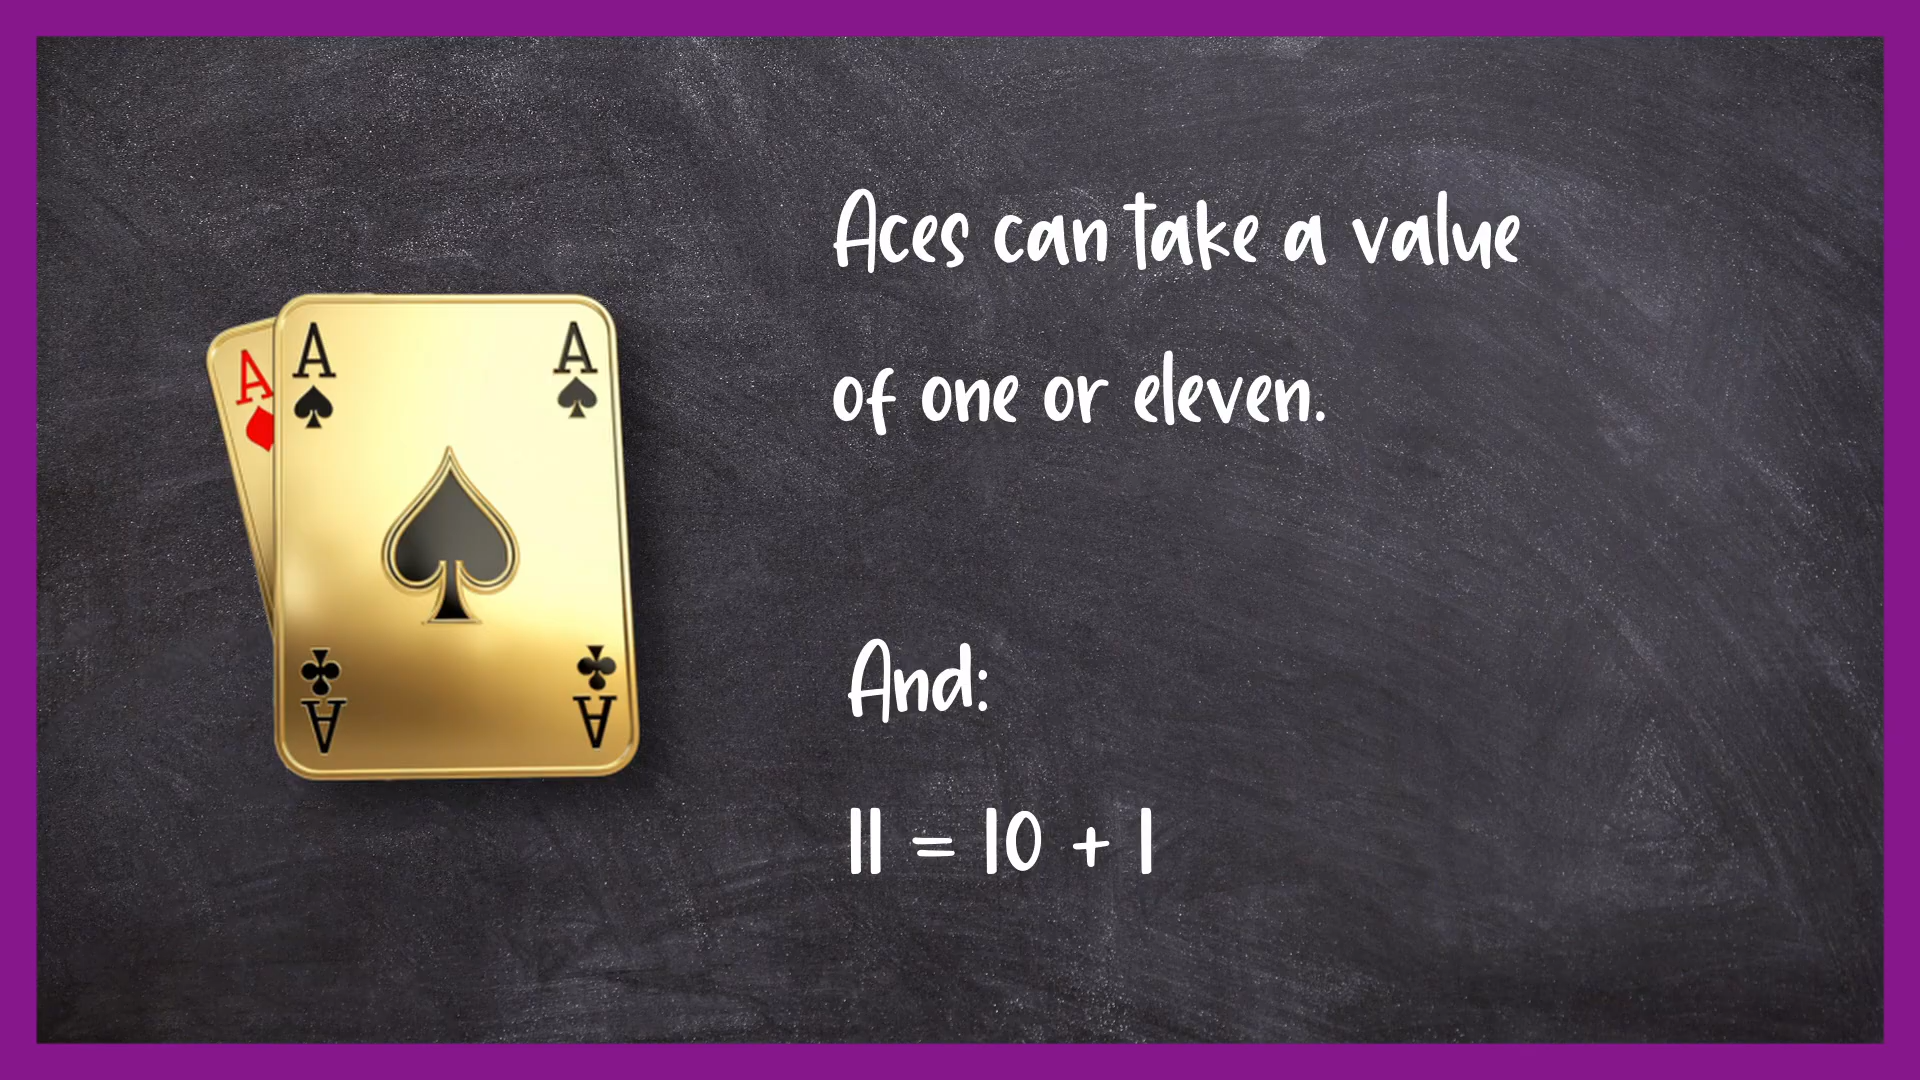 A
A
A
Aces can take a value
of one or eleven.
A
A
And:
11 = 10 + 1